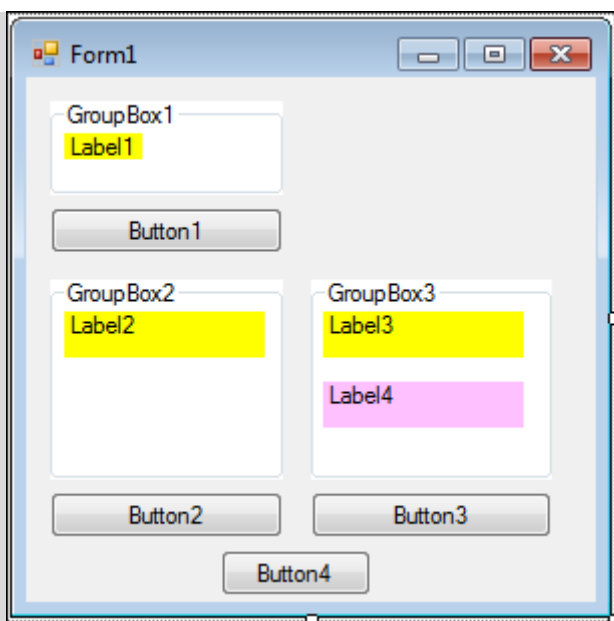 Form1
GroupBox1
Label1
Button1
GroupBox2
Label2
GroupBox3
Label3
Label4
Button2
Button3
Button4